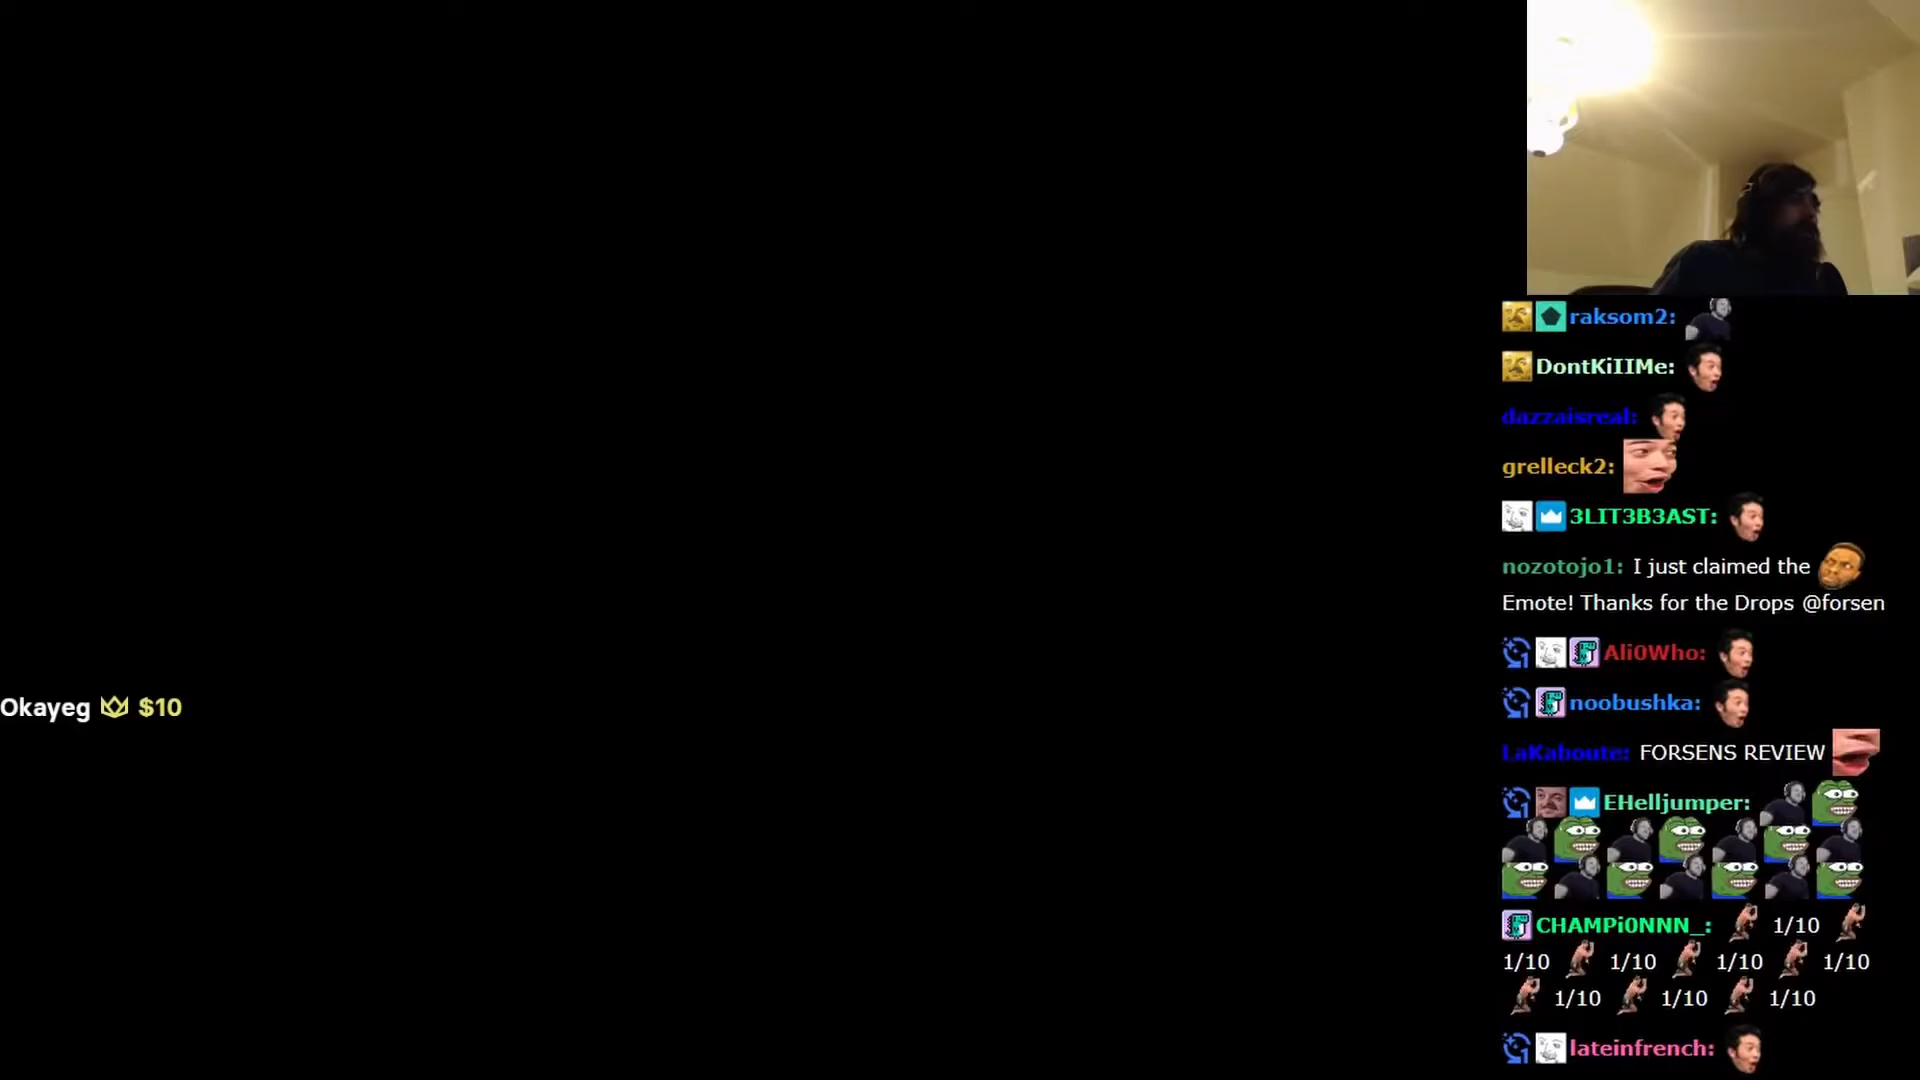 raksom2:
DontKiIIMe:
dazzaisreal:
grelleck2:
3LIT3B3AST:
nozotojo1: I just claimed the
Emote! Thanks for the Drops @forsen
Ali0Who:
noobushka:
Okayeg $10
LaKaboute: FORSENS REVIEW
EHelljumper:
CHAMPi0NNN_: 1/10
1/10 1/10 1/10 1/10
1/10 1/10 1/10
lateinfrench: